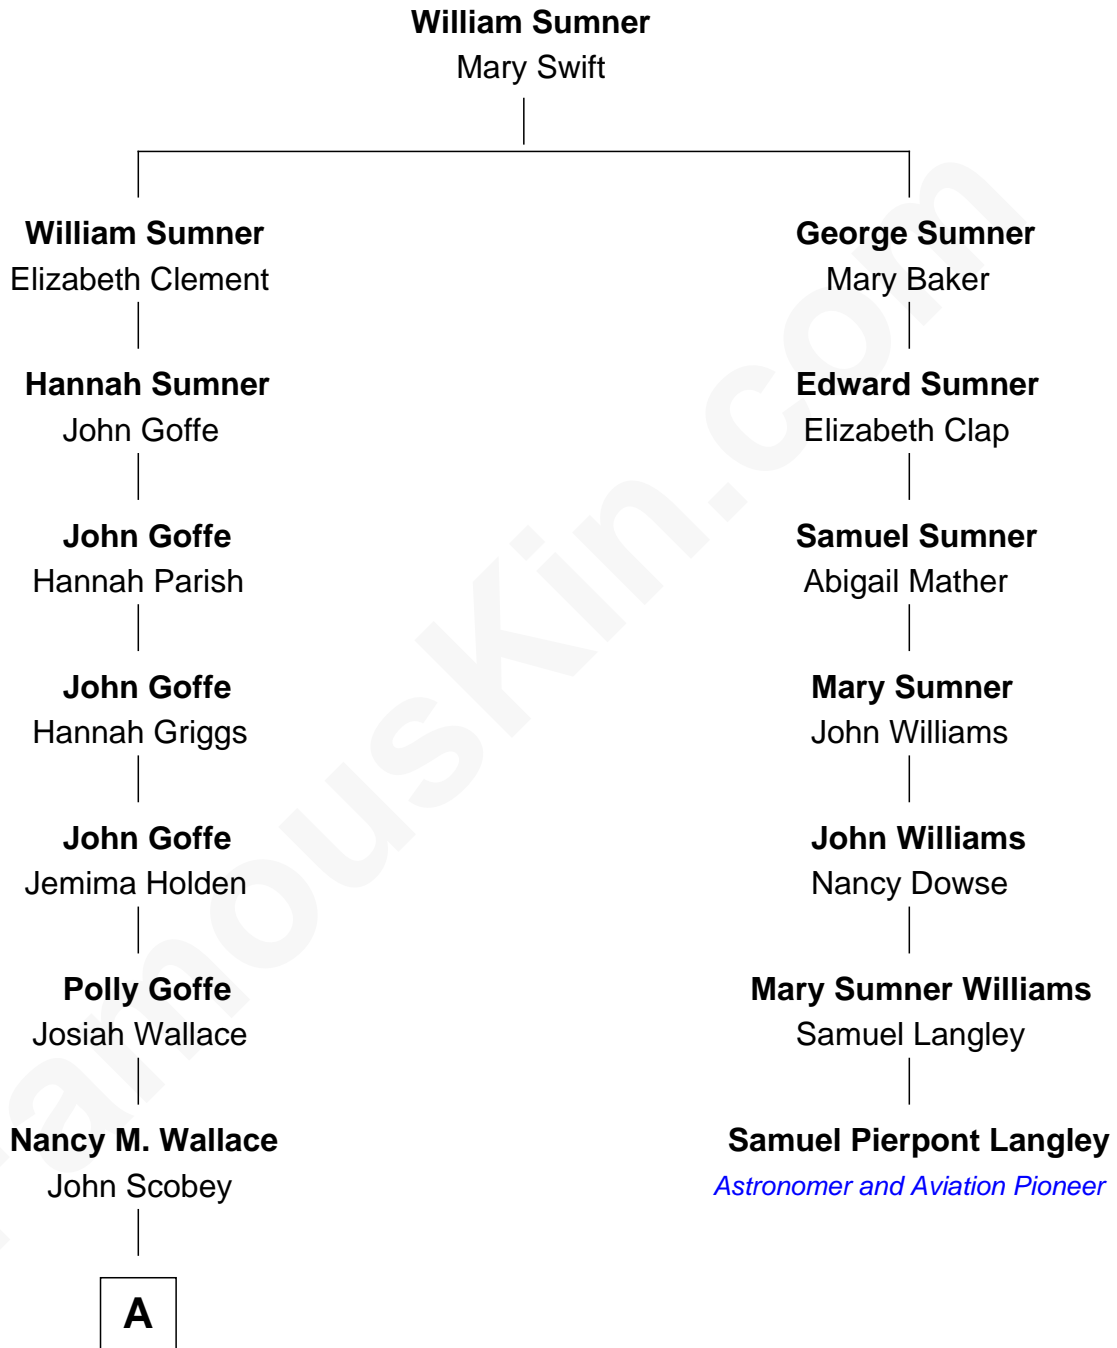 William Sumner
Mary Swift
William Sumner
Elizabeth Clement
George Sumner
Mary Baker
Hannah Sumner
John Goffe
Edward Sumner
Elizabeth Clap
John Goffe
Hannah Parish
Samuel Sumner
Abigail Mather
John Goffe
Hannah Griggs
Mary Sumner
John Williams
John Goffe
Jemima Holden
John Williams
Nancy Dowse
Polly Goffe
Josiah Wallace
Mary Sumner Williams
Samuel Langley
Nancy M. Wallace
John Scobey
Samuel Pierpont Langley
Astronomer and Aviation Pioneer
A
FamousKin.com